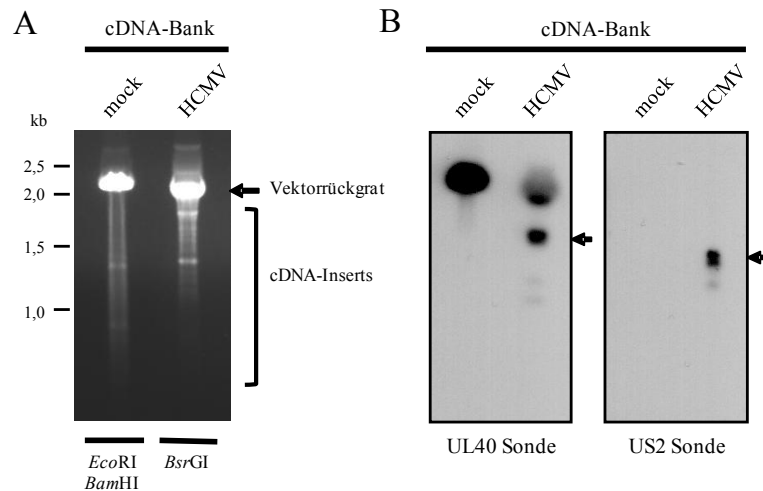 A
cDNA-Bank
mock
HCMV
kb
2,5
2,0
1,5
1,0
Vektorrückgrat
cDNA-Inserts
EcoRI
BamHI
BsrGI
B
cDNA-Bank
mock
HCMV
mock
HCMV
UL40 Sonde
US2 Sonde